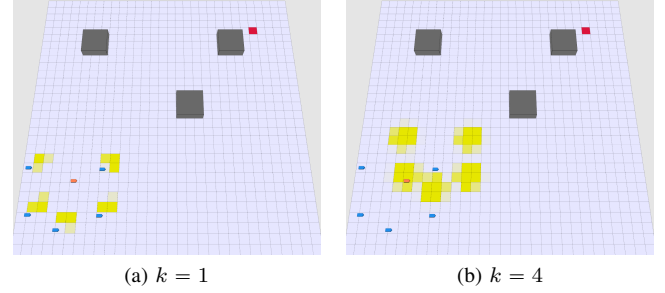 (a) k = 1
(b) k = 4